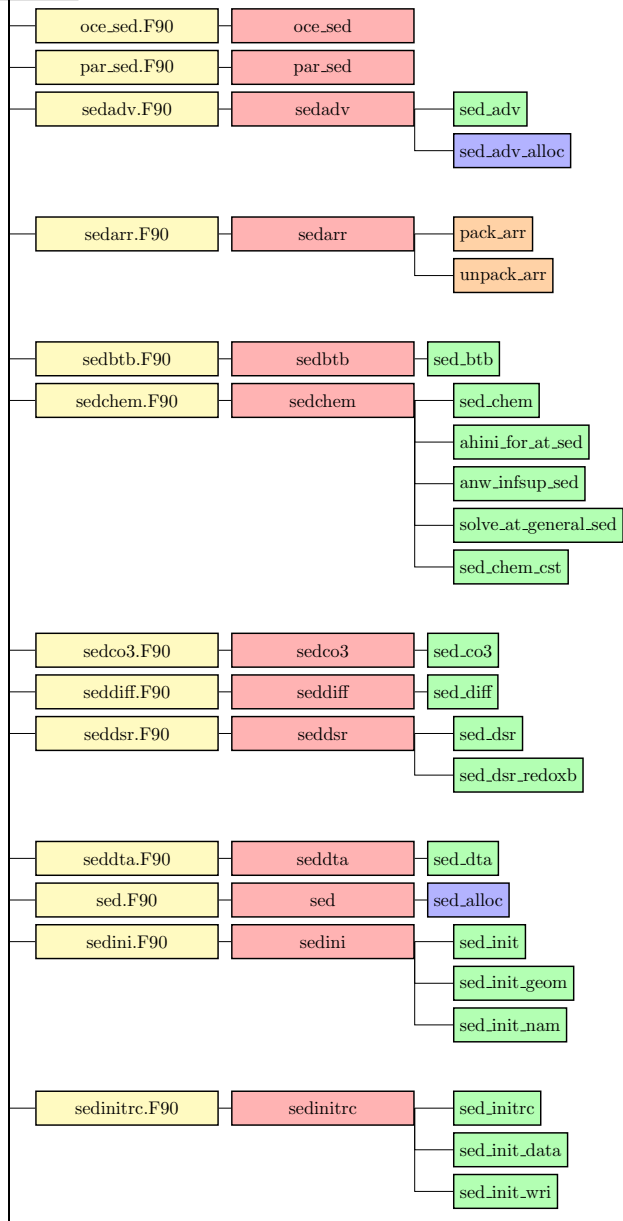 oce_sed.F90 oce_sed
par_sed.F90 par_sed
sedadv.F90 sedadv sed_adv
sed_adv_alloc
sedarr.F90 sedarr pack_arr
unpack_arr
sedbtb.F90 sedbtb sed_btb
sedchem.F90 sedchem sed_chem
ahini_for_at_sed
anw_infsup_sed
solve_at_general_sed
sed_chem_cst
sedco3.F90 sedco3 sed_co3
seddiff.F90 seddiff sed_diff
seddsr.F90 seddsr sed_dsr
sed_dsr_redoxb
seddta.F90 seddta sed_dta
sed.F90 sed sed_alloc
sedini.F90 sedini sed_init
sed_init_geom
sed_init_nam
sedinitrc.F90 sedinitrc sed_initrc
sed_init_data
sed_init_wri